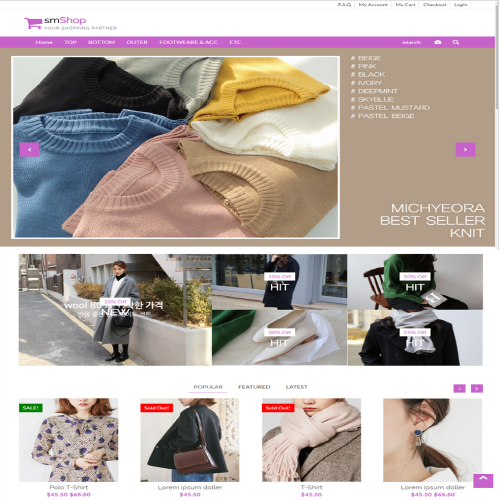 F.A.Q My Account My Cart Checkout Login
smShop
YOUR SHOPPING PARTNER
Home TOP BOTTOM OUTER FOOTWEARE & ACC ETC search
# BEIGE
# PINK
# BLACK
# IVORY
# DEEPMINT
# SKYBLUE
# PASTEL MUSTARD
# PASTEL BEIGE
MICHYEORA
BEST SELLER
KNIT
10% Off
wool 80
한 가격
NEW
10% Off
HIT
50% Off
HIT
50% Off
HIT
25% Off
HIT
POPULAR FEATURED LATEST
SALE! Sold Out! Sold Out!
Polo T-Shirt Lorem ipsum doller T-Shirt Lorem ipsum doller
$45.50 $65.50 $45.50 $45.50 $45.50 $65.50